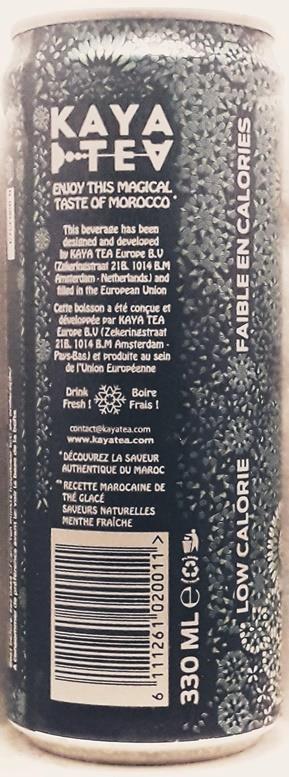 KAYA
TEA
ENJOY THIS MAGICAL
TASTE OF MOROCCO *
This beverage has been
designed and developed
by KAYA TEA Europe B.V
(Zekeringstraat 21B, 1014 B.M
Amsterdam - Netherlands) and
filled in the European Union
Cette boisson a été conçue et
développée par KAYA TEA
Europe B.V (Zekeringstraat
21B, 1014 B.M Amsterdam -
Pays-Bas) et produite au sein
de l'Union Européenne
Drink
Fresh !
Boire
Frais !
contact@kayatea.com
www.kayatea.com
*DÉCOUVREZ LA SAVEUR
AUTHENTIQUE DU MAROC
**RECETTE MAROCAINE DE
THÉ GLACÉ
SAVEURS NATURELLES
MENTHE FRAÎCHE
6 111261 020011 >
330 ML e
LOW CALORIE
FAIBLE EN CALORIES